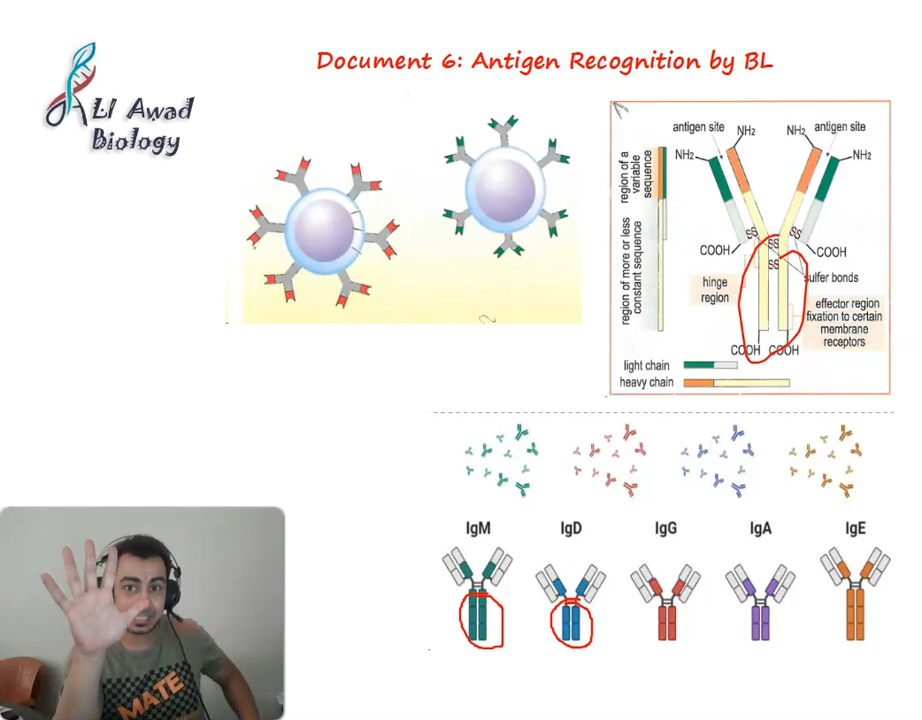 Document 6: Antigen Recognition by BL
ALI Awad
Biology
antigen site
NH₂
NH₂
antigen site
NH₂
NH₂
region of a
variable
sequence
region of more or less
constant sequence
SS
SS
SS
SS
COOH
COOH
sulfer bonds
hinge
region
effector region
fixation to certain
membrane
receptors
COOH
COOH
light chain
heavy chain
IgM
IgD
IgG
IgA
IgE
MATE